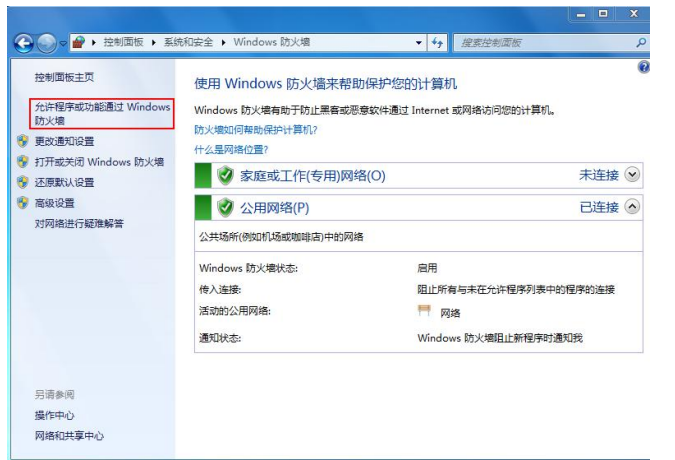 控制面板 ▸ 系统和安全 ▸ Windows 防火墙
搜索控制面板
控制面板主页
允许程序或功能通过 Windows
防火墙
更改通知设置
打开或关闭 Windows 防火墙
还原默认设置
高级设置
对网络进行疑难解答
另请参阅
操作中心
网络和共享中心
使用 Windows 防火墙来帮助保护您的计算机
Windows 防火墙有助于防止黑客或恶意软件通过 Internet 或网络访问您的计算机。
防火墙如何帮助保护计算机?
什么是网络位置?
家庭或工作(专用)网络(O) 未连接
公用网络(P) 已连接
公共场所(例如机场或咖啡店)中的网络
Windows 防火墙状态: 启用
传入连接: 阻止所有与未在允许程序列表中的程序的连接
活动的公用网络: 网络
通知状态: Windows 防火墙阻止新程序时通知我